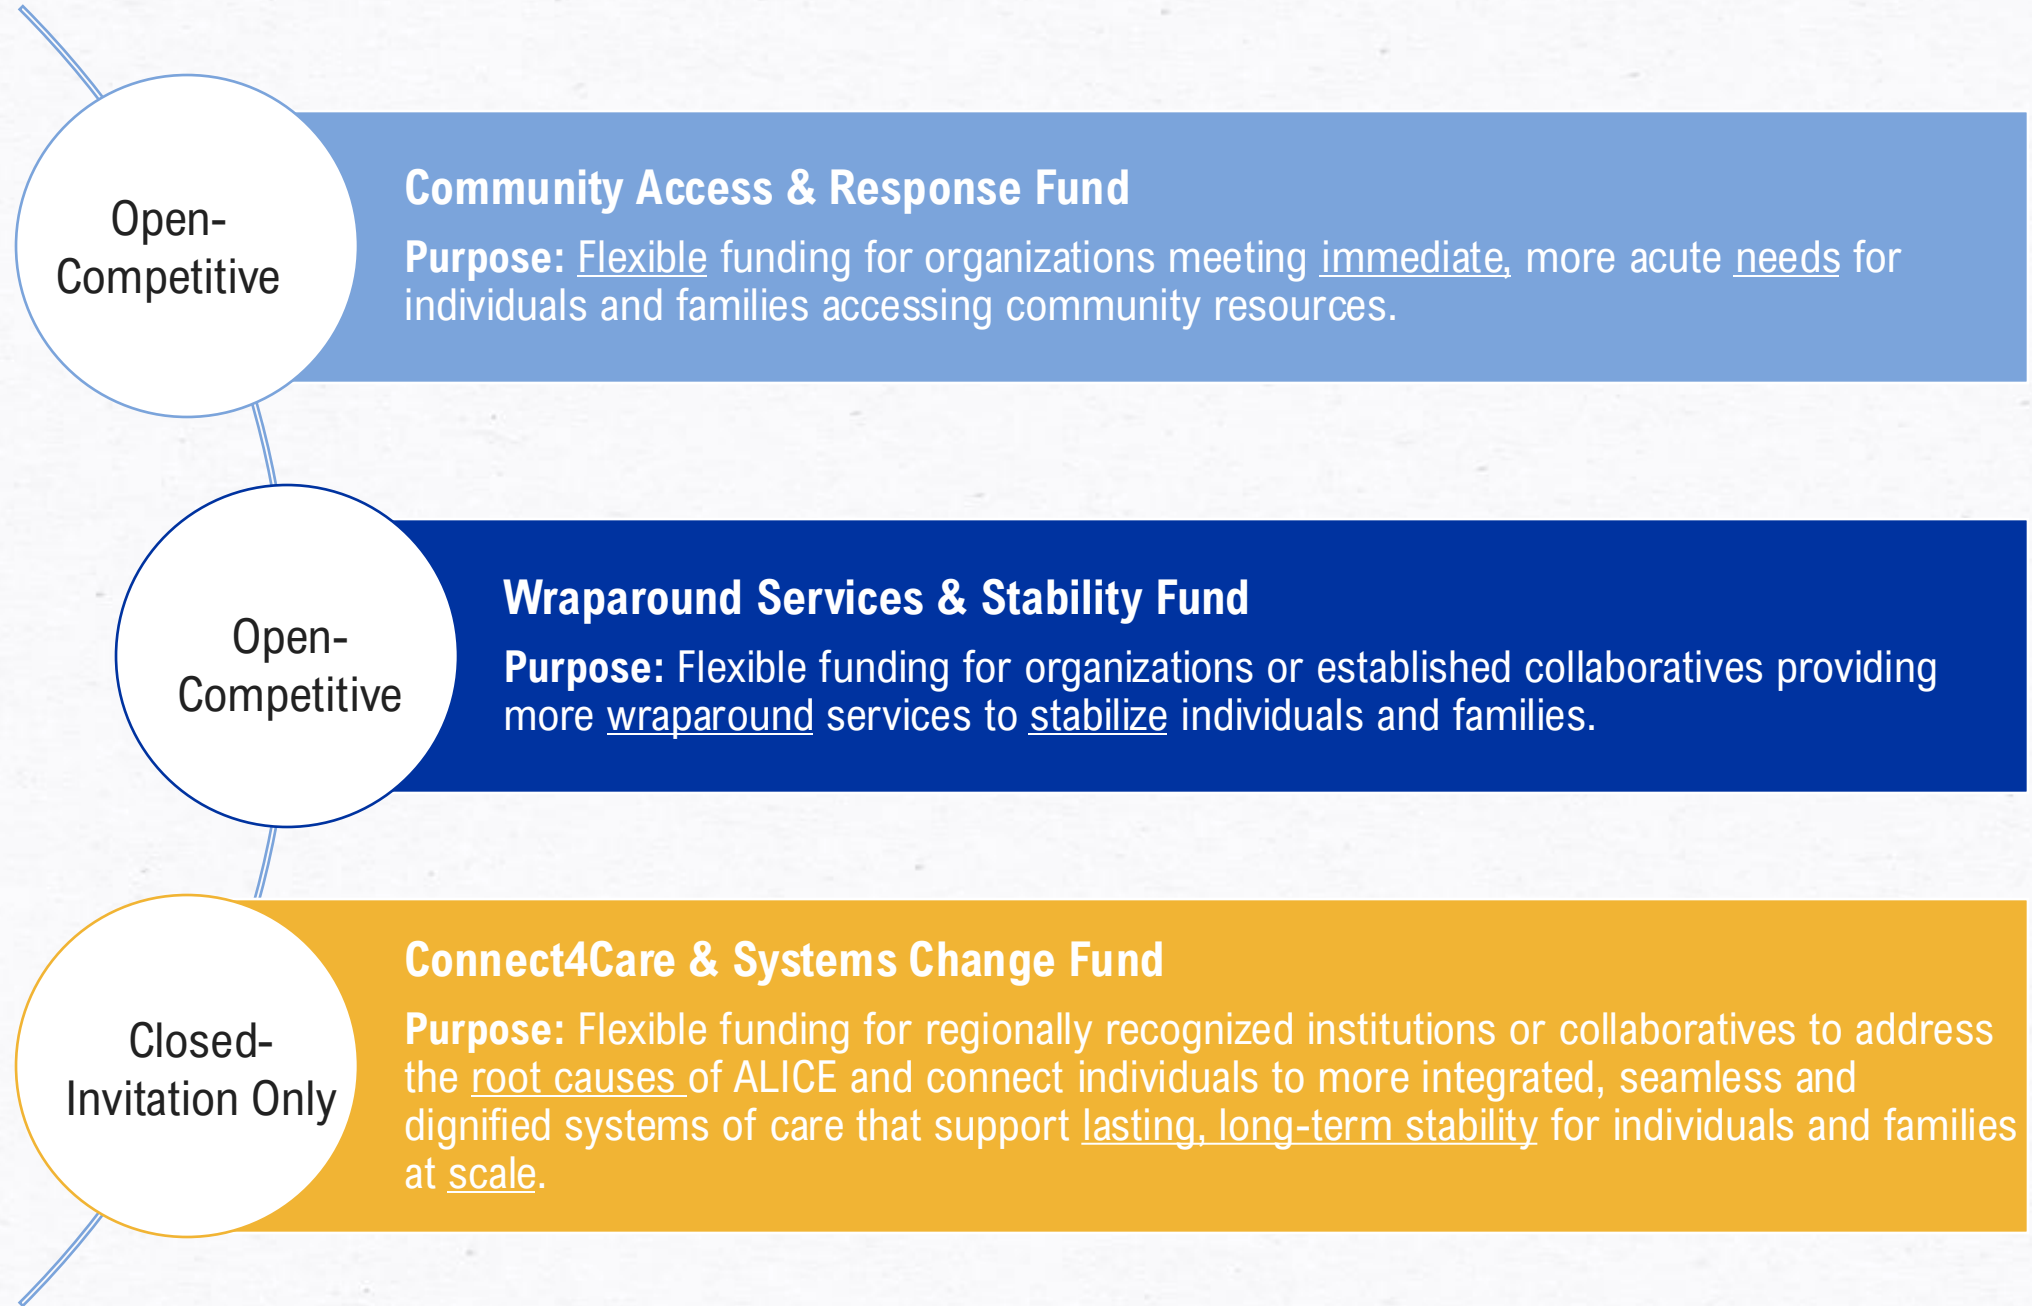 Open-
Competitive
Community Access & Response Fund
Purpose: Flexible funding for organizations meeting immediate, more acute needs for
individuals and families accessing community resources.
Open-
Competitive
Wraparound Services & Stability Fund
Purpose: Flexible funding for organizations or established collaboratives providing
more wraparound services to stabilize individuals and families.
Closed-
Invitation Only
Connect4Care & Systems Change Fund
Purpose: Flexible funding for regionally recognized institutions or collaboratives to address
the root causes of ALICE and connect individuals to more integrated, seamless and
dignified systems of care that support lasting, long-term stability for individuals and families
at scale.